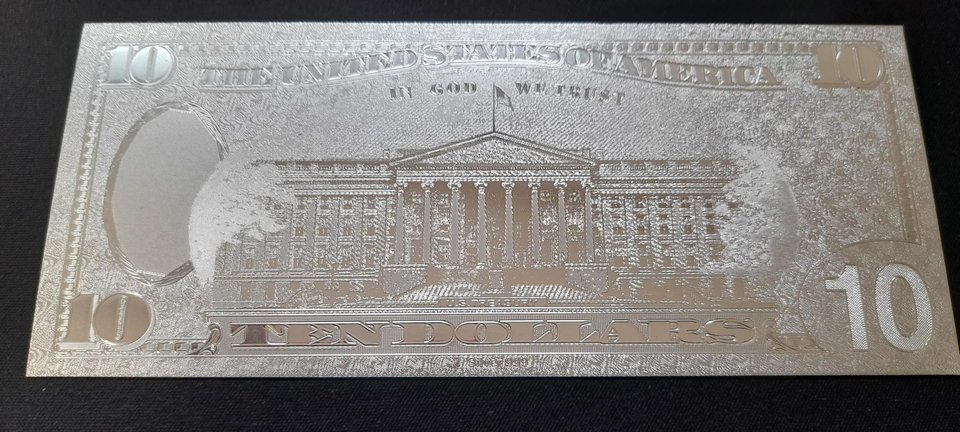 10 10
THE UNITED STATES OF AMERICA
IN GOD WE TRUST
10 10
TEN DOLLARS